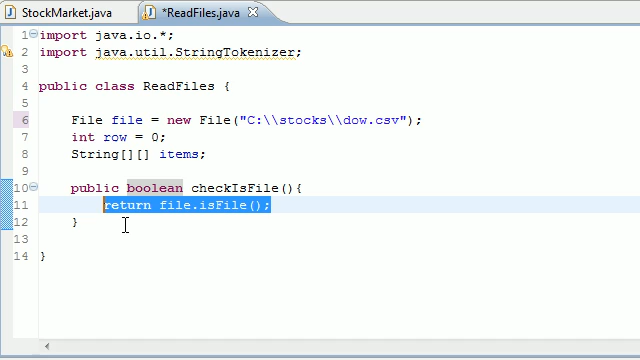 StockMarket.java *ReadFiles.java
1 import java.io.*;
2 import java.util.StringTokenizer;
3
4 public class ReadFiles {
5
6 File file = new File("C:\\stocks\\dow.csv");
7 int row = 0;
8 String[][] items;
9
10 public boolean checkIsFile(){
11 return file.isFile();
12 }
13
14 }